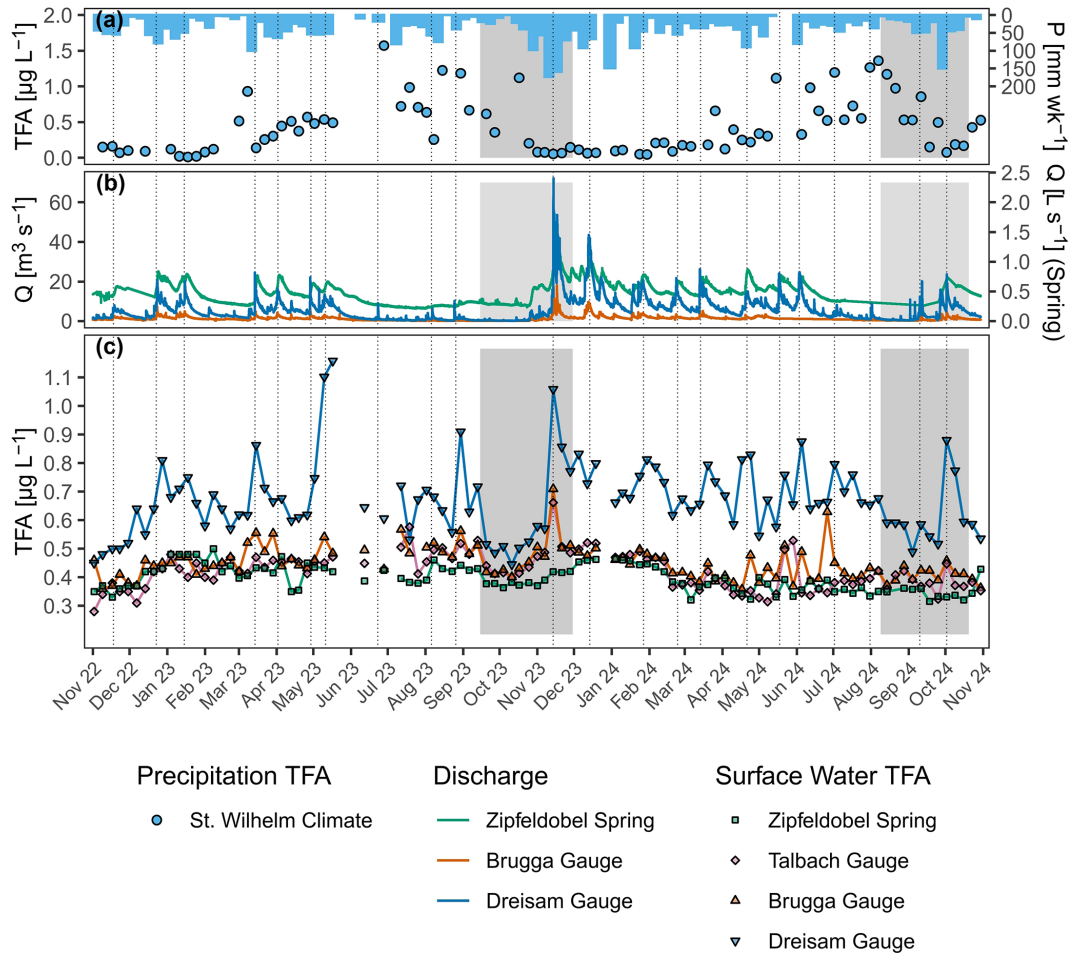 (a)
2.0
1.5
1.0
0.5
0.0
TFA [µg L⁻¹]
0
50
100
150
200
P [mm wk⁻¹]
(b)
60
40
20
0
Q [m³ s⁻¹]
2.5
2.0
1.5
1.0
0.5
0.0
Q [L s⁻¹] (Spring)
(c)
1.1
1.0
0.9
0.8
0.7
0.6
0.5
0.4
0.3
TFA [µg L⁻¹]
Nov 22
Dec 22
Jan 23
Feb 23
Mar 23
Apr 23
May 23
Jun 23
Jul 23
Aug 23
Sep 23
Oct 23
Nov 23
Dec 23
Jan 24
Feb 24
Mar 24
Apr 24
May 24
Jun 24
Jul 24
Aug 24
Sep 24
Oct 24
Nov 24
Precipitation TFA
St. Wilhelm Climate
Discharge
Zipfeldobel Spring
Brugga Gauge
Dreisam Gauge
Surface Water TFA
Zipfeldobel Spring
Talbach Gauge
Brugga Gauge
Dreisam Gauge